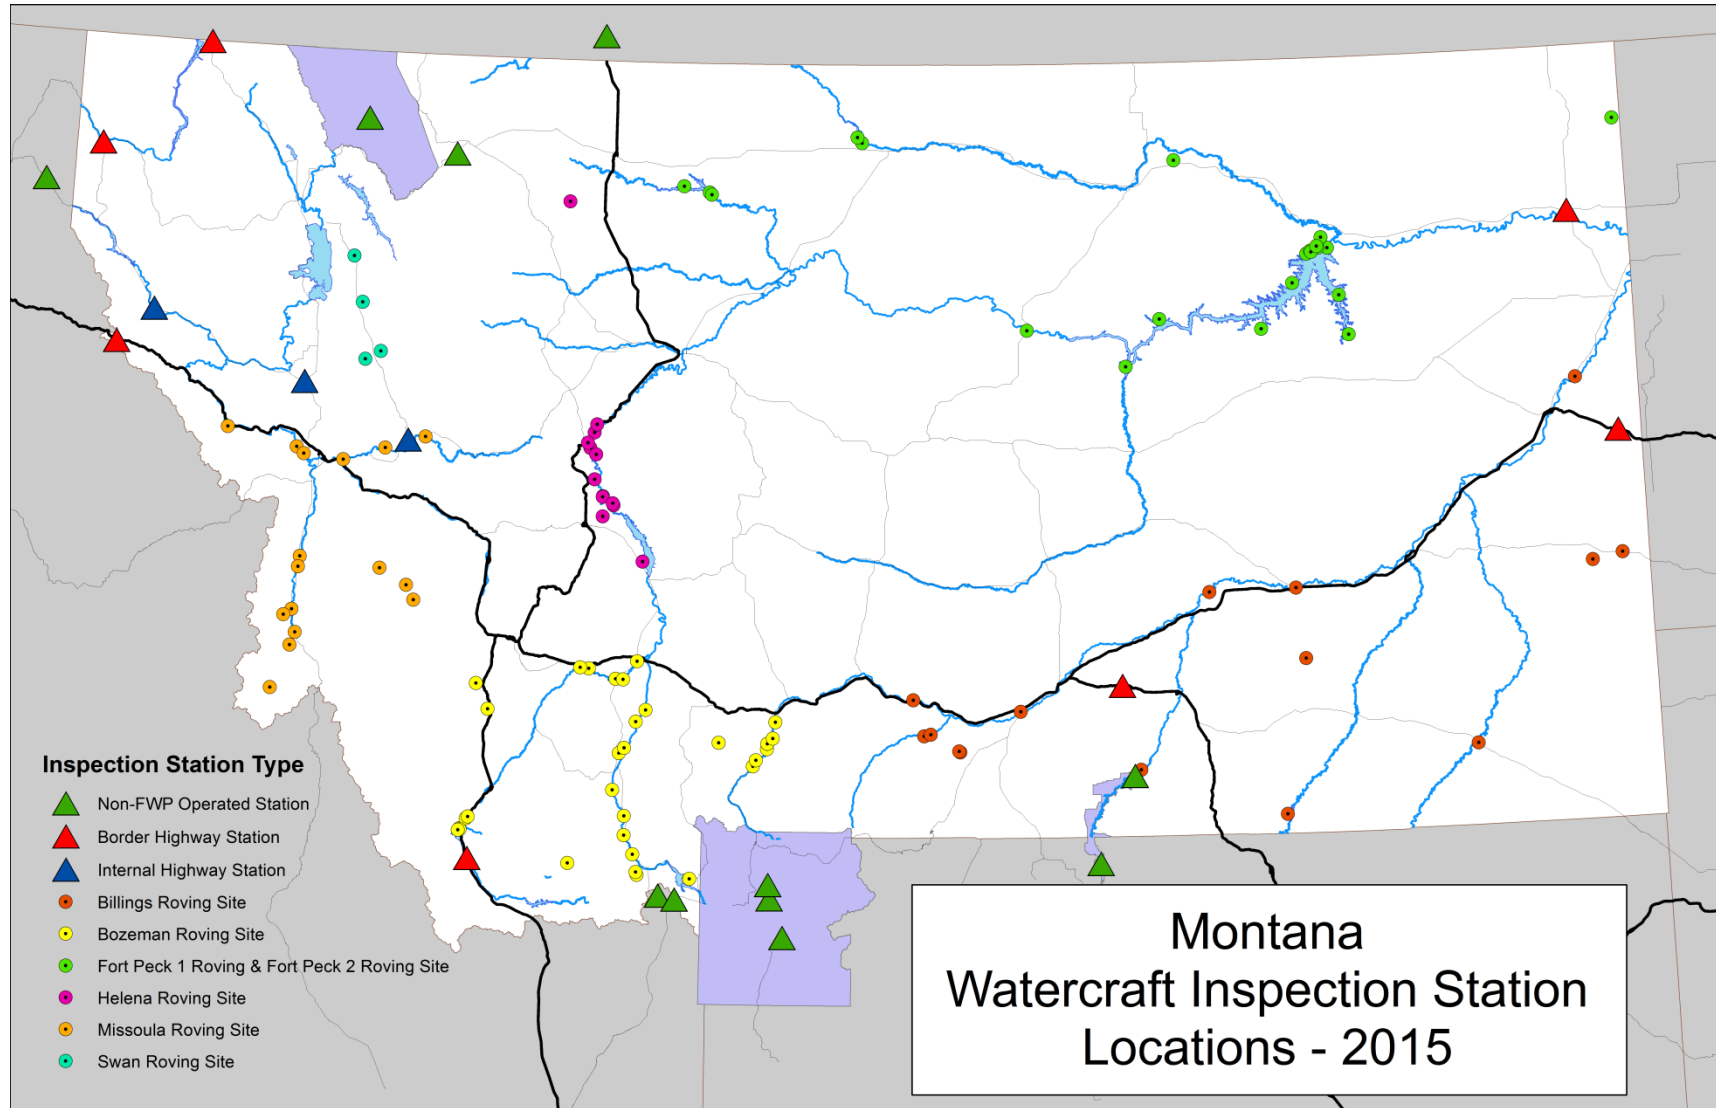 Inspection Station Type
Non-FWP Operated Station
Border Highway Station
Internal Highway Station
Billings Roving Site
Bozeman Roving Site
Fort Peck 1 Roving & Fort Peck 2 Roving Site
Helena Roving Site
Missoula Roving Site
Swan Roving Site
Montana
Watercraft Inspection Station
Locations - 2015